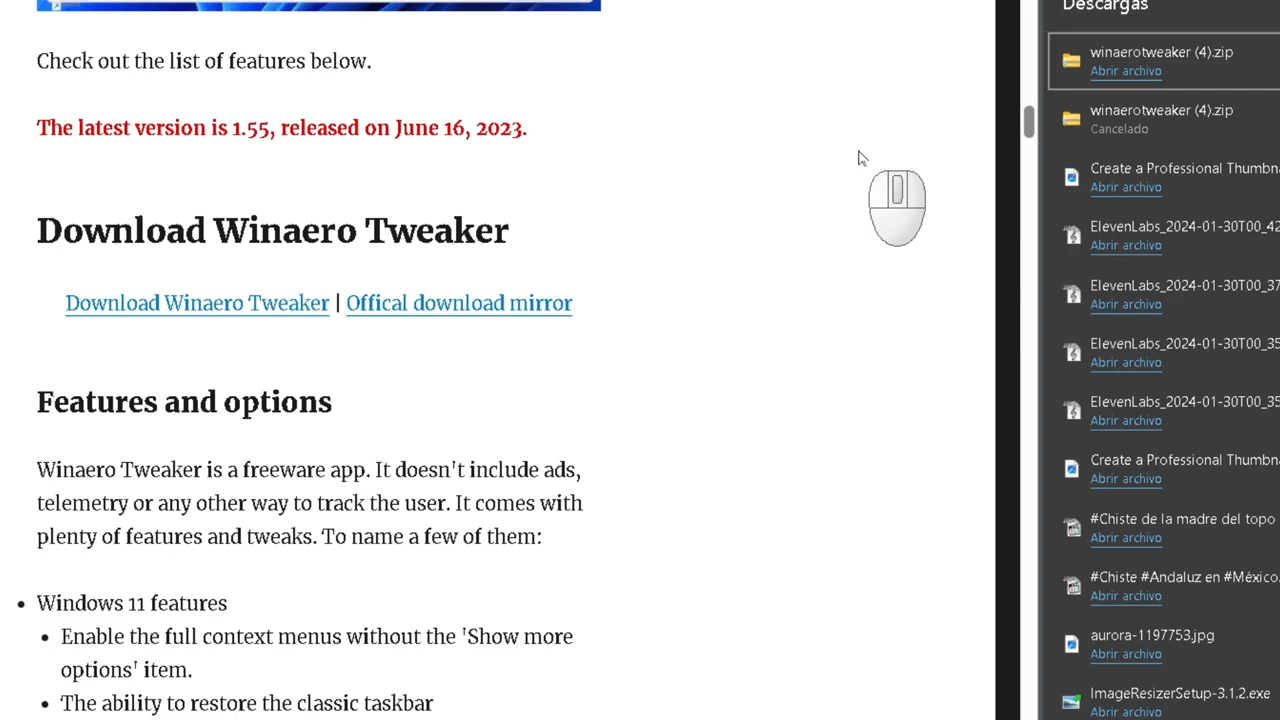 Check out the list of features below.
The latest version is 1.55, released on June 16, 2023.
Download Winaero Tweaker
Download Winaero Tweaker | Offical download mirror
Features and options
Winaero Tweaker is a freeware app. It doesn't include ads,
telemetry or any other way to track the user. It comes with
plenty of features and tweaks. To name a few of them:
Windows 11 features
Enable the full context menus without the 'Show more
options' item.
The ability to restore the classic taskbar
Descargas
winaerotweaker (4).zip
Abrir archivo
winaerotweaker (4).zip
Cancelado
Create a Professional Thumbn
Abrir archivo
ElevenLabs_2024-01-30T00_42
Abrir archivo
ElevenLabs_2024-01-30T00_37
Abrir archivo
ElevenLabs_2024-01-30T00_35
Abrir archivo
ElevenLabs_2024-01-30T00_35
Abrir archivo
Create a Professional Thumbn
Abrir archivo
#Chiste de la madre del topo
Abrir archivo
#Chiste #Andaluz en #México.
Abrir archivo
aurora-1197753.jpg
Abrir archivo
ImageResizerSetup-3.1.2.exe
Abrir archivo